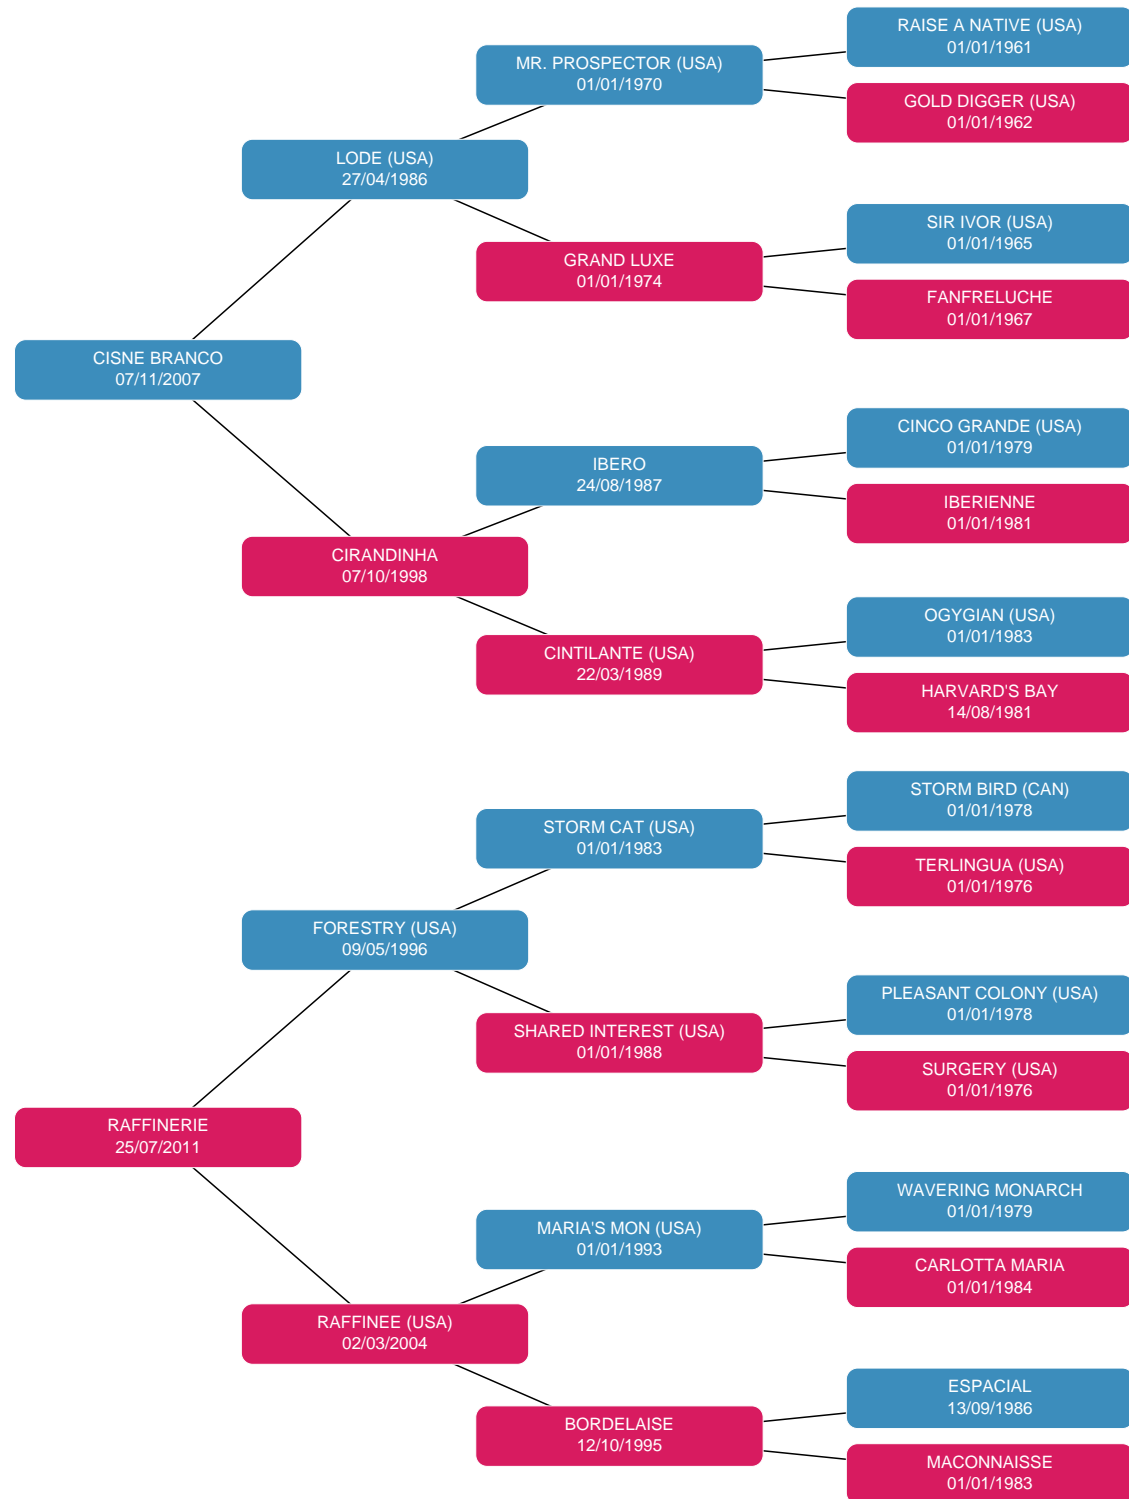 RAISE A NATIVE (USA)
01/01/1961
MR. PROSPECTOR (USA)
01/01/1970
GOLD DIGGER (USA)
01/01/1962
LODE (USA)
27/04/1986
SIR IVOR (USA)
01/01/1965
GRAND LUXE
01/01/1974
FANFRELUCHE
01/01/1967
CISNE BRANCO
07/11/2007
CINCO GRANDE (USA)
01/01/1979
IBERO
24/08/1987
IBERIENNE
01/01/1981
CIRANDINHA
07/10/1998
OGYGIAN (USA)
01/01/1983
CINTILANTE (USA)
22/03/1989
HARVARD'S BAY
14/08/1981
STORM BIRD (CAN)
01/01/1978
STORM CAT (USA)
01/01/1983
TERLINGUA (USA)
01/01/1976
FORESTRY (USA)
09/05/1996
PLEASANT COLONY (USA)
01/01/1978
SHARED INTEREST (USA)
01/01/1988
SURGERY (USA)
01/01/1976
RAFFINERIE
25/07/2011
WAVERING MONARCH
01/01/1979
MARIA'S MON (USA)
01/01/1993
CARLOTTA MARIA
01/01/1984
RAFFINEE (USA)
02/03/2004
ESPACIAL
13/09/1986
BORDELAISE
12/10/1995
MACONNAISSE
01/01/1983